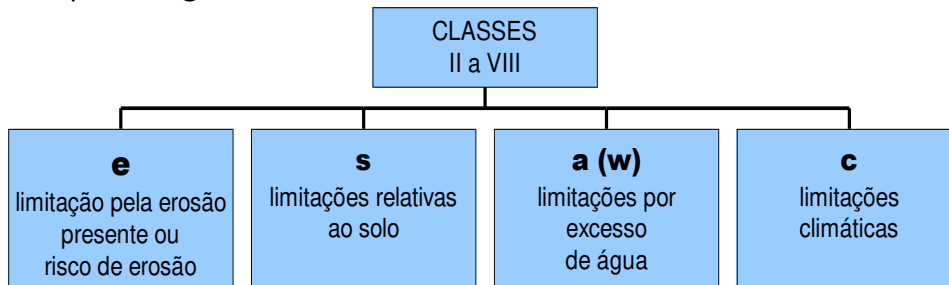 CLASSES
II a VIII
e
limitação pela erosão
presente ou
risco de erosão
s
limitações relativas
ao solo
a (w)
limitações por
excesso
de água
c
limitações
climáticas